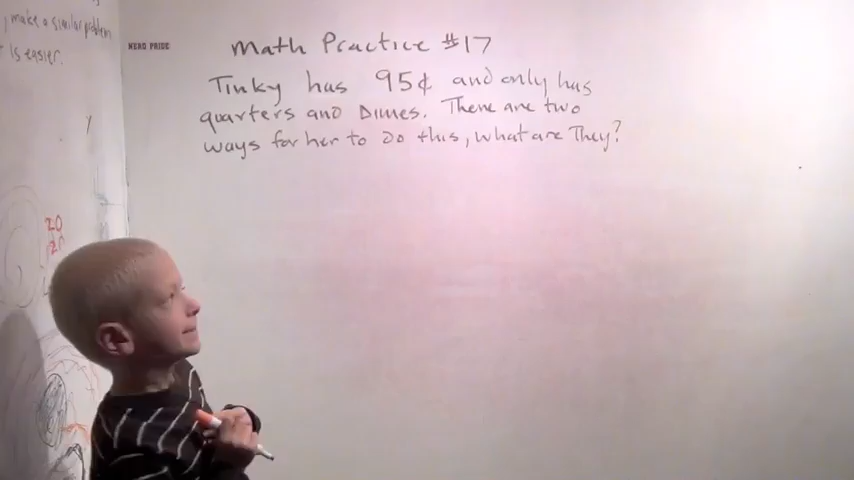 , make a similar problem
is easier.
NERD PRIDE
Math Practice #17
Tinky has 95¢ and only has
quarters and Dimes. There are two
ways for her to do this, what are They?
20
20